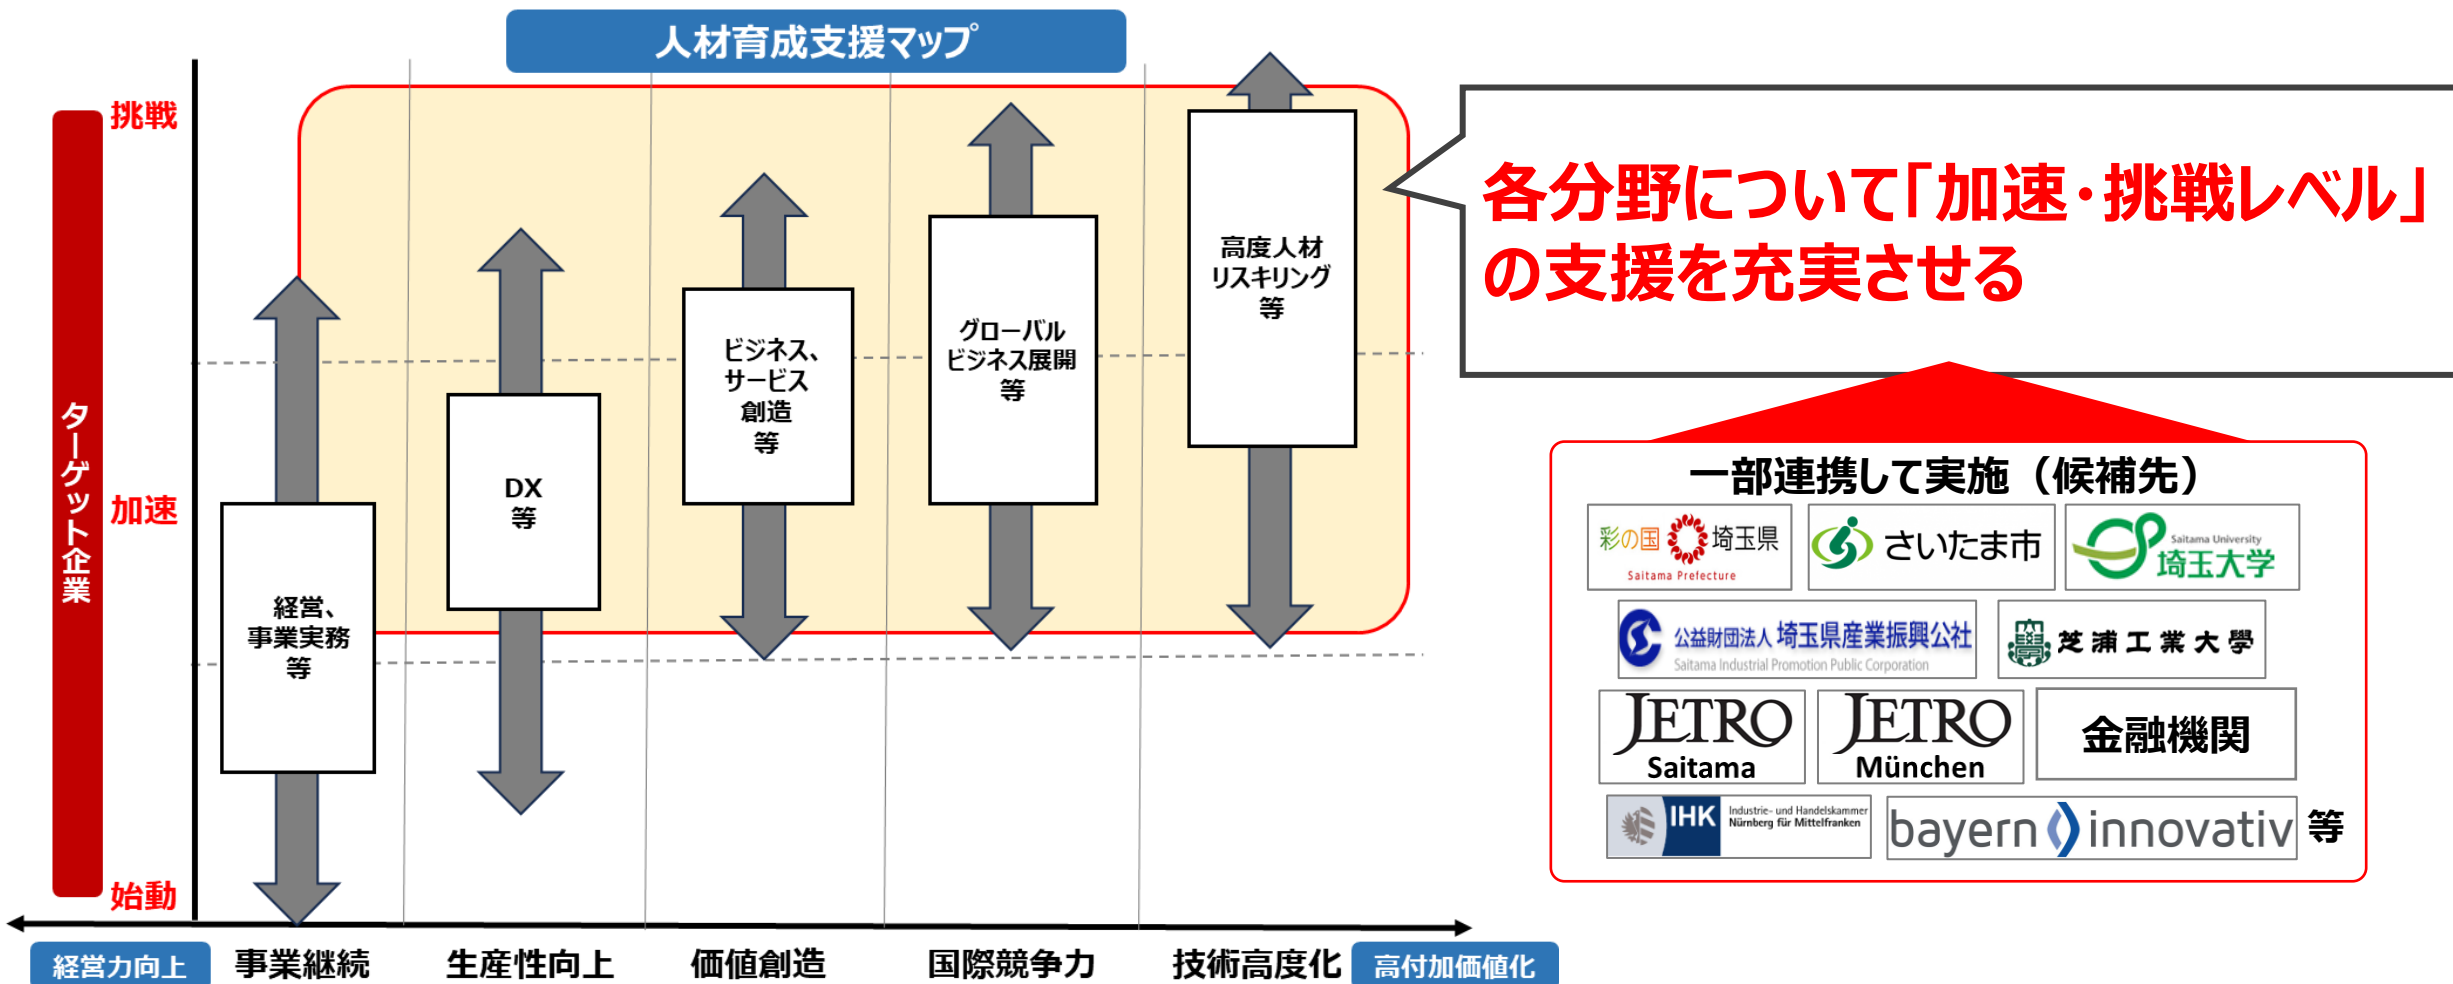 人材育成支援マップ
挑戦
加速
始動
ターゲット企業
経営、
事業実務
等
DX
等
ビジネス、
サービス
創造
等
グローバル
ビジネス展開
等
高度人材
リスキリング
等
経営力向上
事業継続
生産性向上
価値創造
国際競争力
技術高度化
高付加価値化
各分野について「加速・挑戦レベル」
の支援を充実させる
一部連携して実施（候補先）
彩の国 埼玉県
Saitama Prefecture
さいたま市
Saitama University
埼玉大学
公益財団法人 埼玉県産業振興公社
Saitama Industrial Promotion Public Corporation
芝浦工業大學
JETRO
Saitama
JETRO
München
金融機関
IHK
Industrie- und Handelskammer
Nürnberg für Mittelfranken
bayern innovativ 等